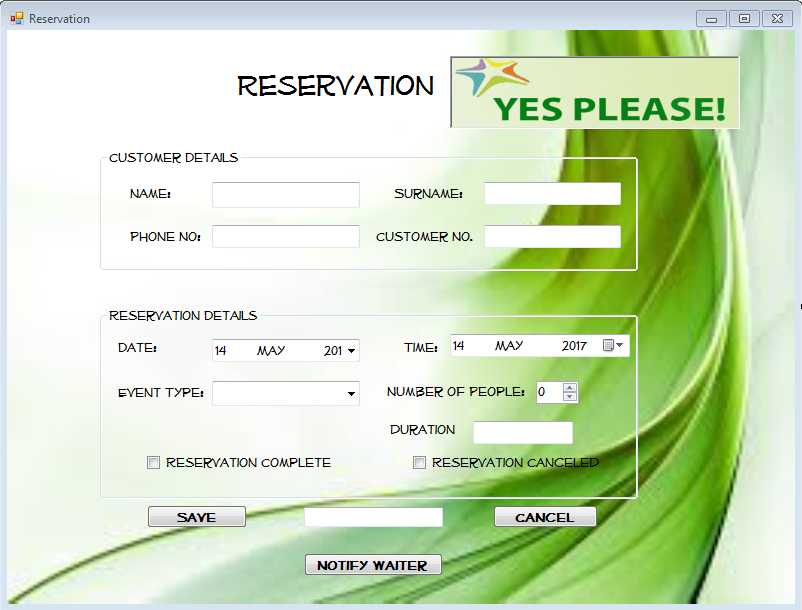 Reservation
RESERVATION
YES PLEASE!
CUSTOMER DETAILS
NAME: SURNAME:
PHONE NO: CUSTOMER NO.
RESERVATION DETAILS
DATE: 14 MAY 201 TIME: 14 MAY 2017
EVENT TYPE: NUMBER OF PEOPLE: 0
DURATION
RESERVATION COMPLETE RESERVATION CANCELED
SAVE CANCEL
NOTIFY WAITER